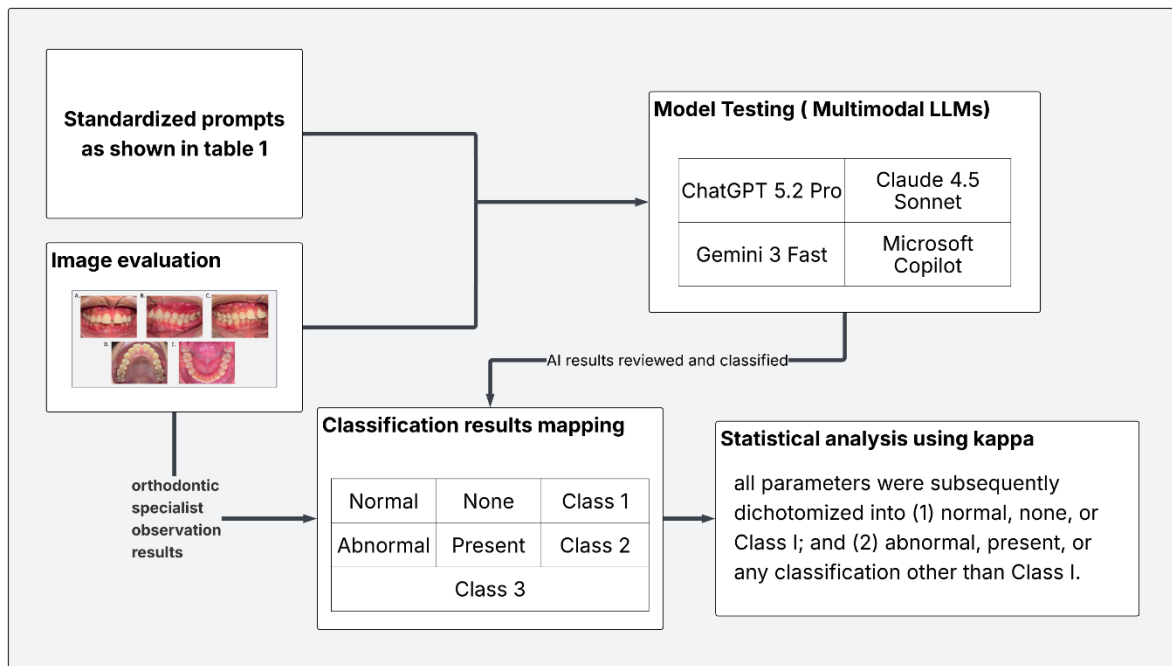 Standardized prompts
as shown in table 1
Model Testing ( Multimodal LLMs)
ChatGPT 5.2 Pro
Claude 4.5
Sonnet
Gemini 3 Fast
Microsoft
Copilot
Image evaluation
A.
B.
C.
D.
E.
AI results reviewed and classified
orthodontic
specialist
observation
results
Classification results mapping
Normal
None
Class 1
Abnormal
Present
Class 2
Class 3
Statistical analysis using kappa
all parameters were subsequently
dichotomized into (1) normal, none, or
Class I; and (2) abnormal, present, or
any classification other than Class I.